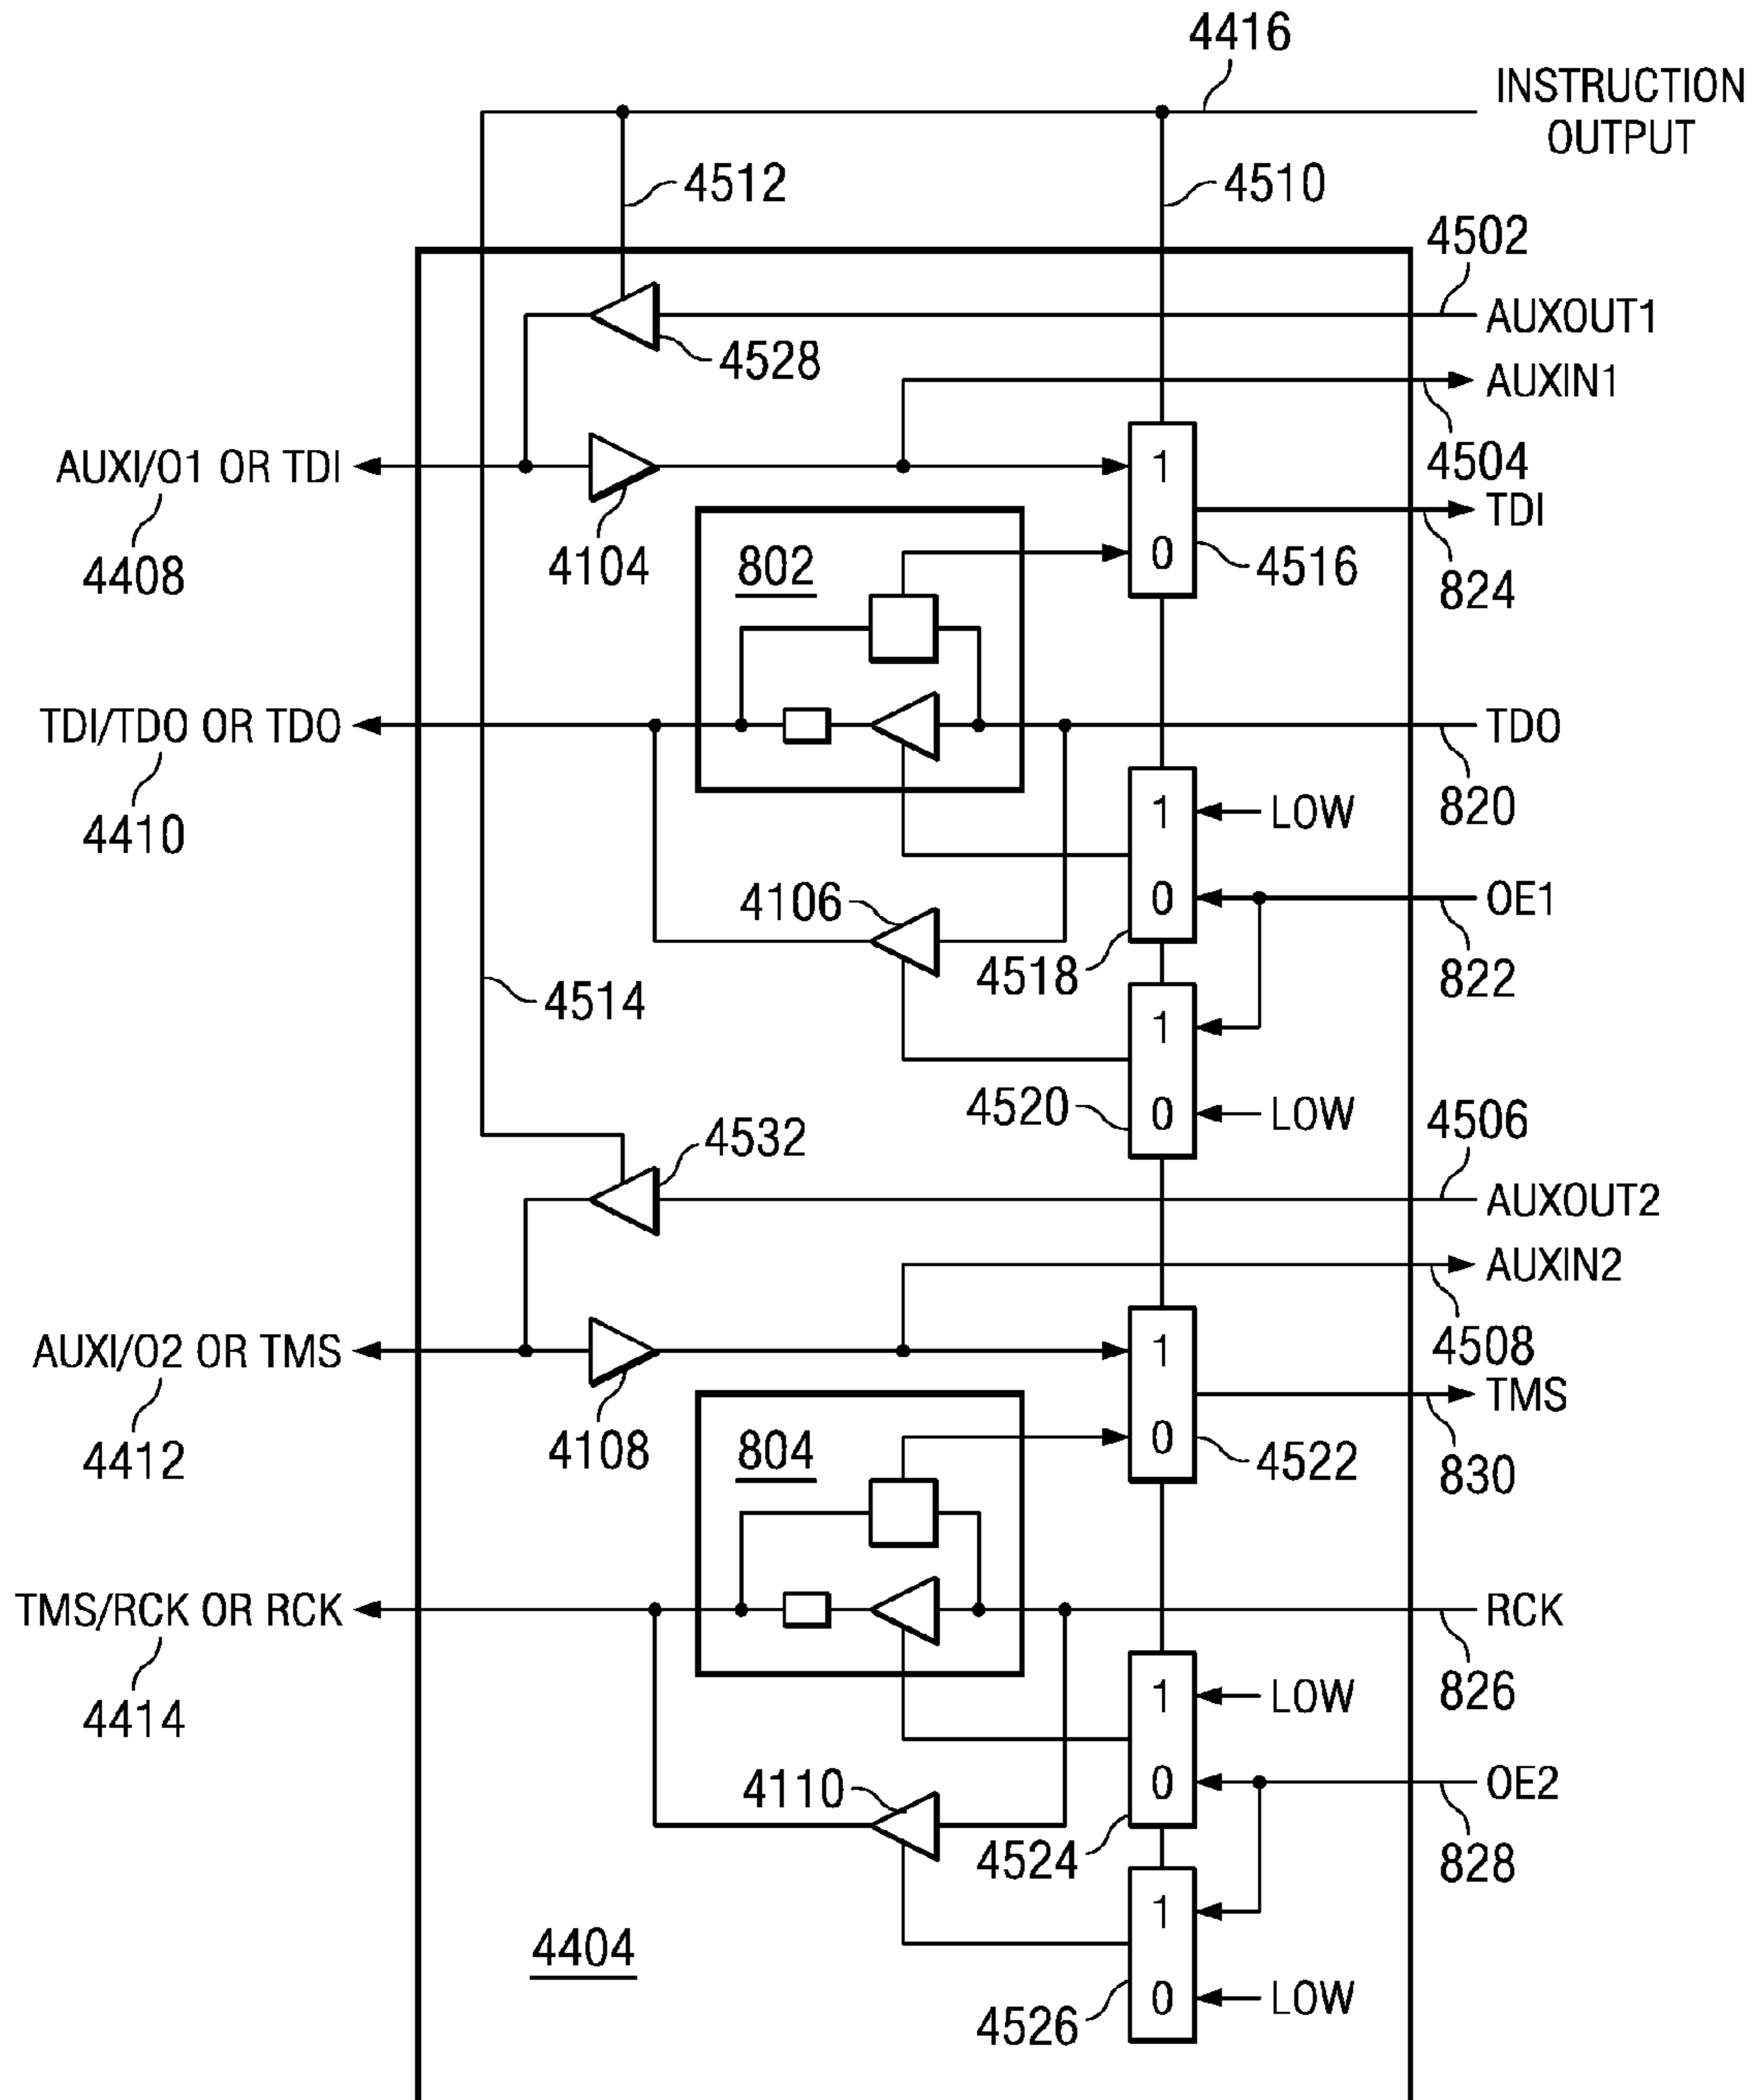 4416
INSTRUCTION
OUTPUT
4512
4510
4502
AUXOUT1
4528
AUXIN1
4504
AUXI/O1 OR TDI
1
TDI
4408
4104
802
0
4516
824
TDI/TDO OR TDO
TDO
4410
1
LOW
820
4106
0
OE1
4518
822
4514
1
4520
0
LOW
4506
4532
AUXOUT2
AUXIN2
AUXI/O2 OR TMS
1
4508
TMS
4412
4108
804
0
4522
830
TMS/RCK OR RCK
RCK
4414
1
LOW
826
4110
0
OE2
4524
828
1
4404
4526
0
LOW